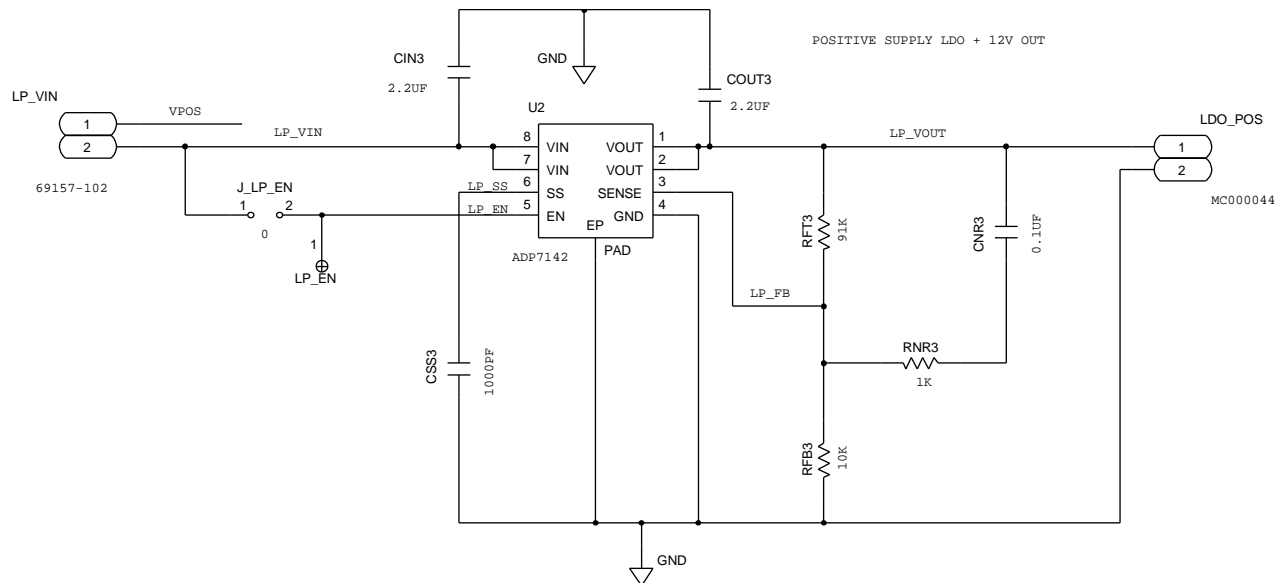 POSITIVE SUPPLY LDO + 12V OUT
CIN3
2.2UF
GND
COUT3
2.2UF
LP_VIN
1
2
69157-102
VPOS
LP_VIN
U2
8 VIN VOUT 1
7 VIN VOUT 2
6 SS SENSE 3
5 EN GND 4
EP
PAD
ADP7142
LP_SS
LP_EN
J_LP_EN
1 2
0
1
LP_EN
LP_VOUT
LDO_POS
1
2
MC000044
RFT3
91K
CNR3
0.1UF
LP_FB
RNR3
1K
CSS3
1000PF
RFB3
10K
GND